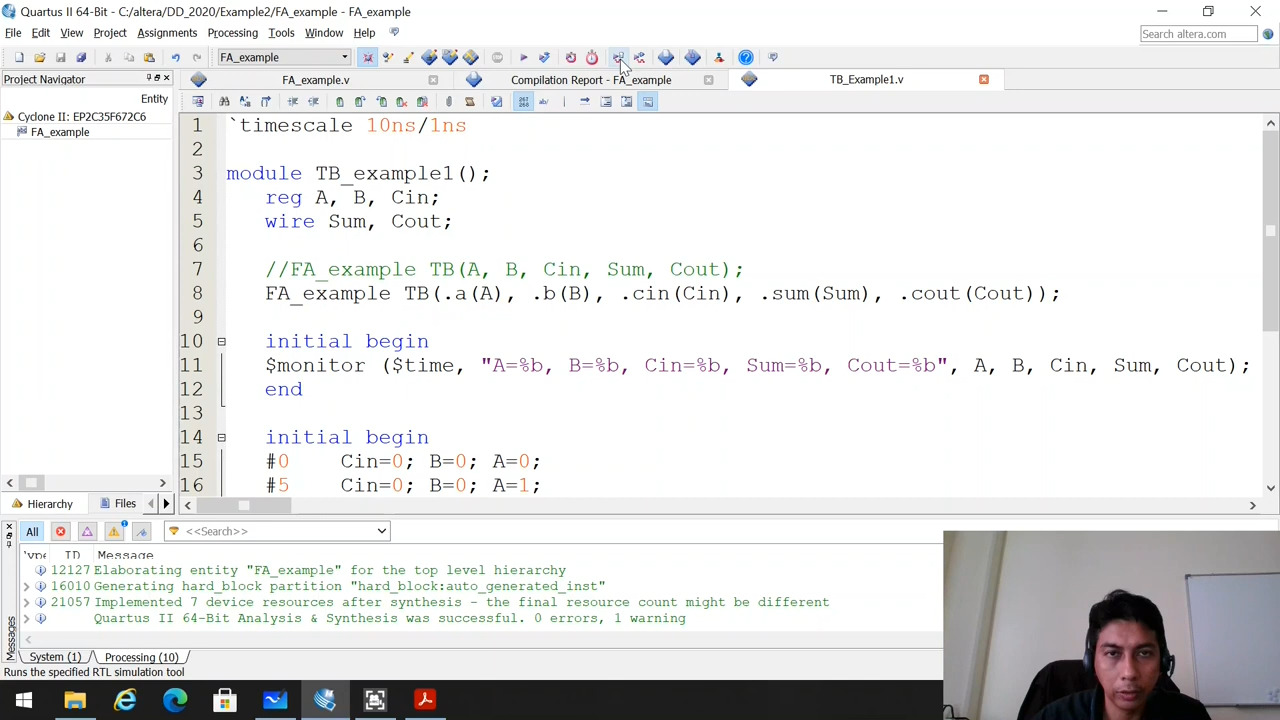 Quartus II 64-Bit - C:/altera/DD_2020/Example2/FA_example - FA_example
File Edit View Project Assignments Processing Tools Window Help
Search altera.com
FA_example
Project Navigator
FA_example.v
Compilation Report - FA_example
TB_Example1.v
Entity
Cyclone II: EP2C35F672C6
FA_example
1 `timescale 10ns/1ns
2
3 module TB_example1();
4 reg A, B, Cin;
5 wire Sum, Cout;
6
7 //FA_example TB(A, B, Cin, Sum, Cout);
8 FA_example TB(.a(A), .b(B), .cin(Cin), .sum(Sum), .cout(Cout));
9
10 initial begin
11 $monitor ($time, "A=%b, B=%b, Cin=%b, Sum=%b, Cout=%b", A, B, Cin, Sum, Cout);
12 end
13
14 initial begin
15 #0 Cin=0; B=0; A=0;
16 #5 Cin=0; B=0; A=1;
Hierarchy Files
All <<Search>>
ID Message
12127 Elaborating entity "FA_example" for the top level hierarchy
16010 Generating hard_block partition "hard_block:auto_generated_inst"
21057 Implemented 7 device resources after synthesis - the final resource count might be different
Quartus II 64-Bit Analysis & Synthesis was successful. 0 errors, 1 warning
Messages
System (1) Processing (10)
Runs the specified RTL simulation tool